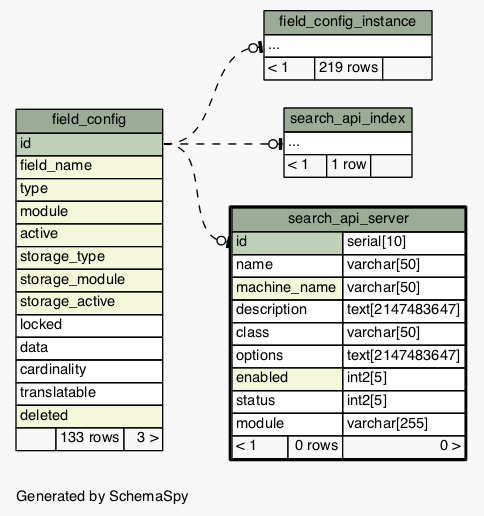 field_config_instance
...
< 1 219 rows
field_config
id
field_name
type
module
active
storage_type
storage_module
storage_active
locked
data
cardinality
translatable
deleted
133 rows 3 >
search_api_index
...
< 1 1 row
search_api_server
id serial[10]
name varchar[50]
machine_name varchar[50]
description text[2147483647]
class varchar[50]
options text[2147483647]
enabled int2[5]
status int2[5]
module varchar[255]
< 1 0 rows 0 >
Generated by SchemaSpy